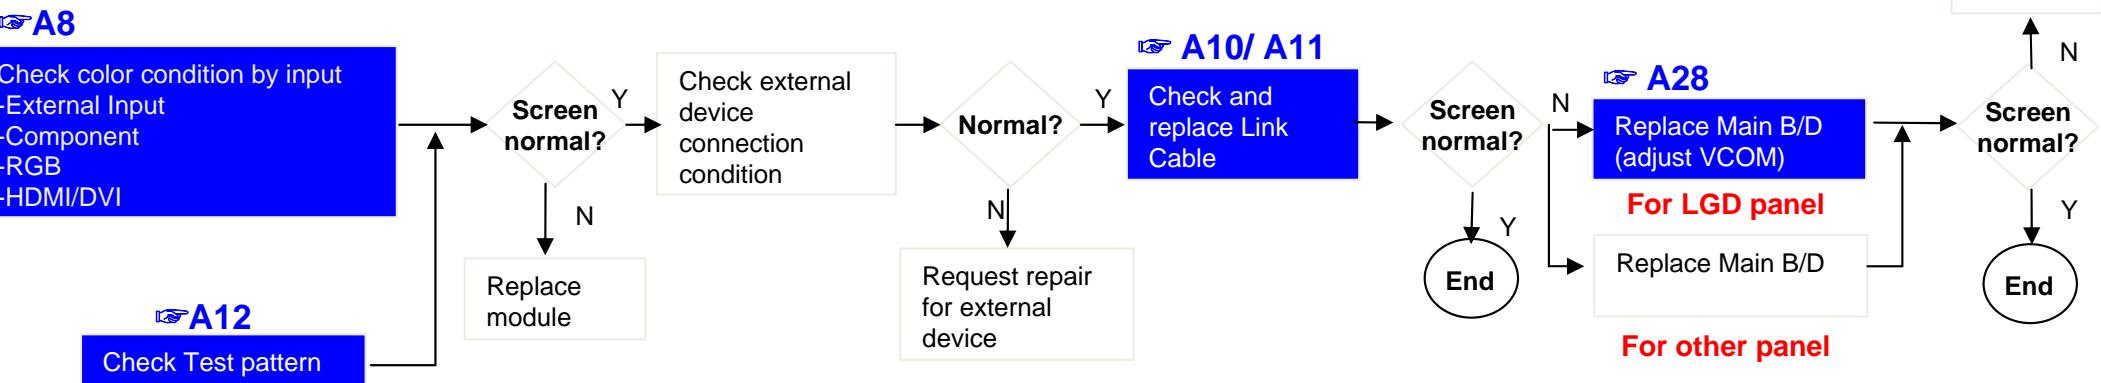 ☞A8
Check color condition by input
-External Input
-Component
-RGB
-HDMI/DVI
☞A12
Check Test pattern
Screen
normal?
Y
N
Replace
module
Check external
device
connection
condition
Normal?
Y
N
Request repair
for external
device
☞ A10/ A11
Check and
replace Link
Cable
Screen
normal?
N
Y
End
☞ A28
Replace Main B/D
(adjust VCOM)
For LGD panel
Replace Main B/D
For other panel
N
Screen
normal?
Y
End